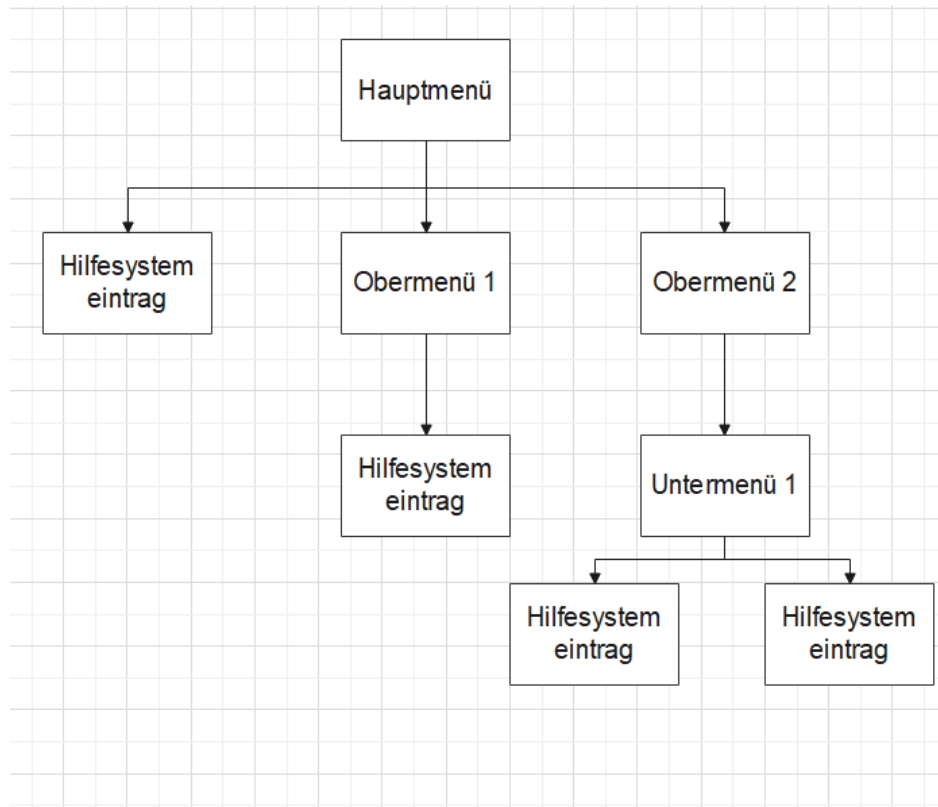 Hauptmenü
Hilfesystem
eintrag
Obermenü 1
Obermenü 2
Hilfesystem
eintrag
Untermenü 1
Hilfesystem
eintrag
Hilfesystem
eintrag